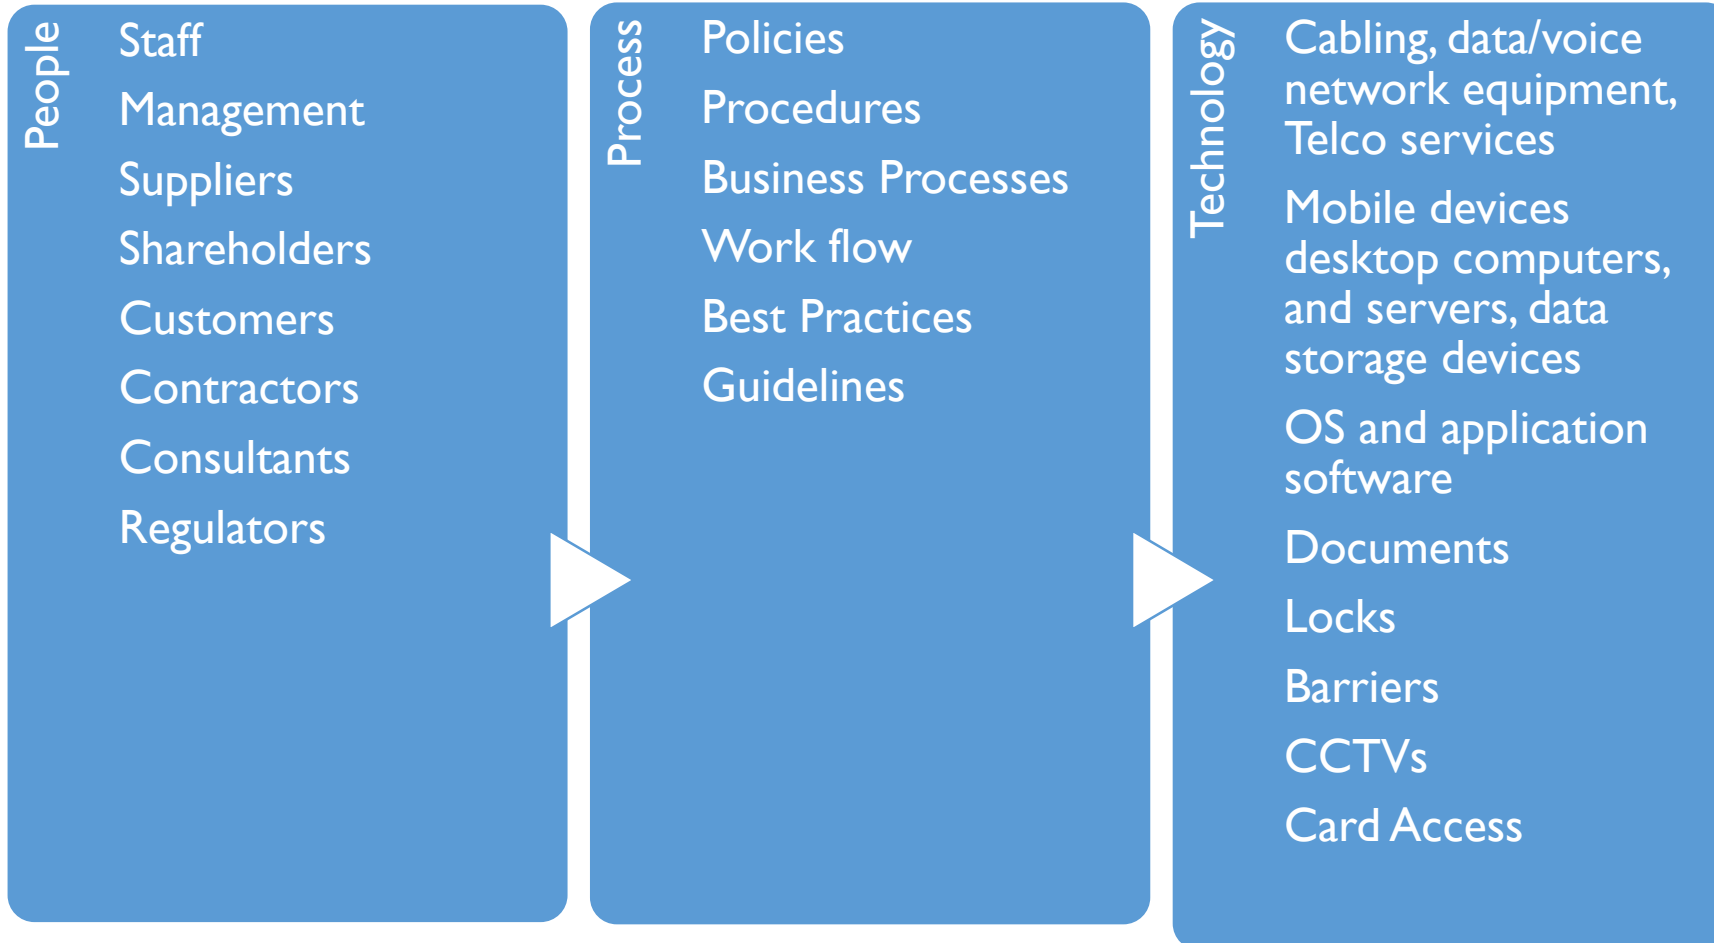 People
Staff
Management
Suppliers
Shareholders
Customers
Contractors
Consultants
Regulators
Process
Policies
Procedures
Business Processes
Work flow
Best Practices
Guidelines
Technology
Cabling, data/voice
network equipment,
Telco services
Mobile devices
desktop computers,
and servers, data
storage devices
OS and application
software
Documents
Locks
Barriers
CCTVs
Card Access